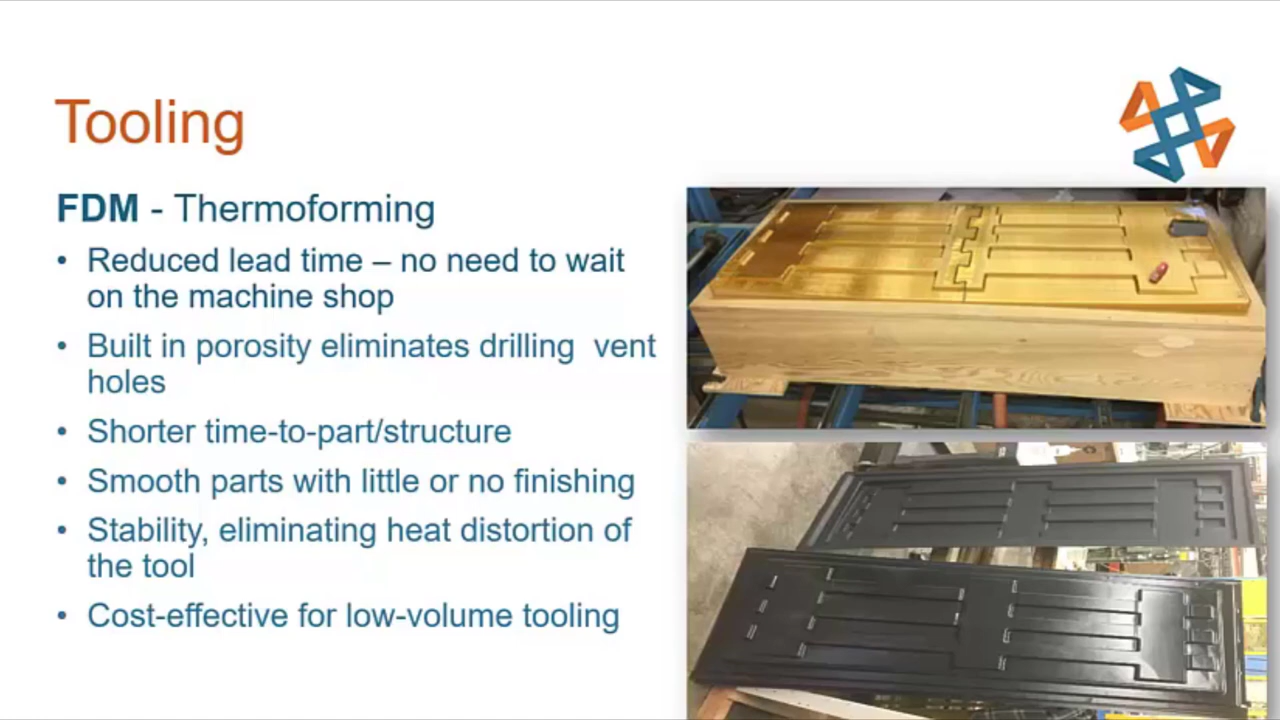 Tooling
FDM - Thermoforming
• Reduced lead time – no need to wait
on the machine shop
• Built in porosity eliminates drilling  vent
holes
• Shorter time-to-part/structure
• Smooth parts with little or no finishing
• Stability, eliminating heat distortion of
the tool
• Cost-effective for low-volume tooling